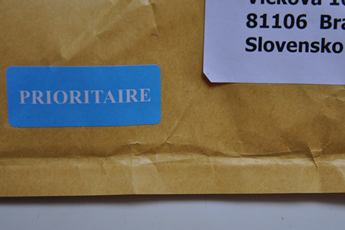 PRIORITAIRE
81106 Bra
Slovensko